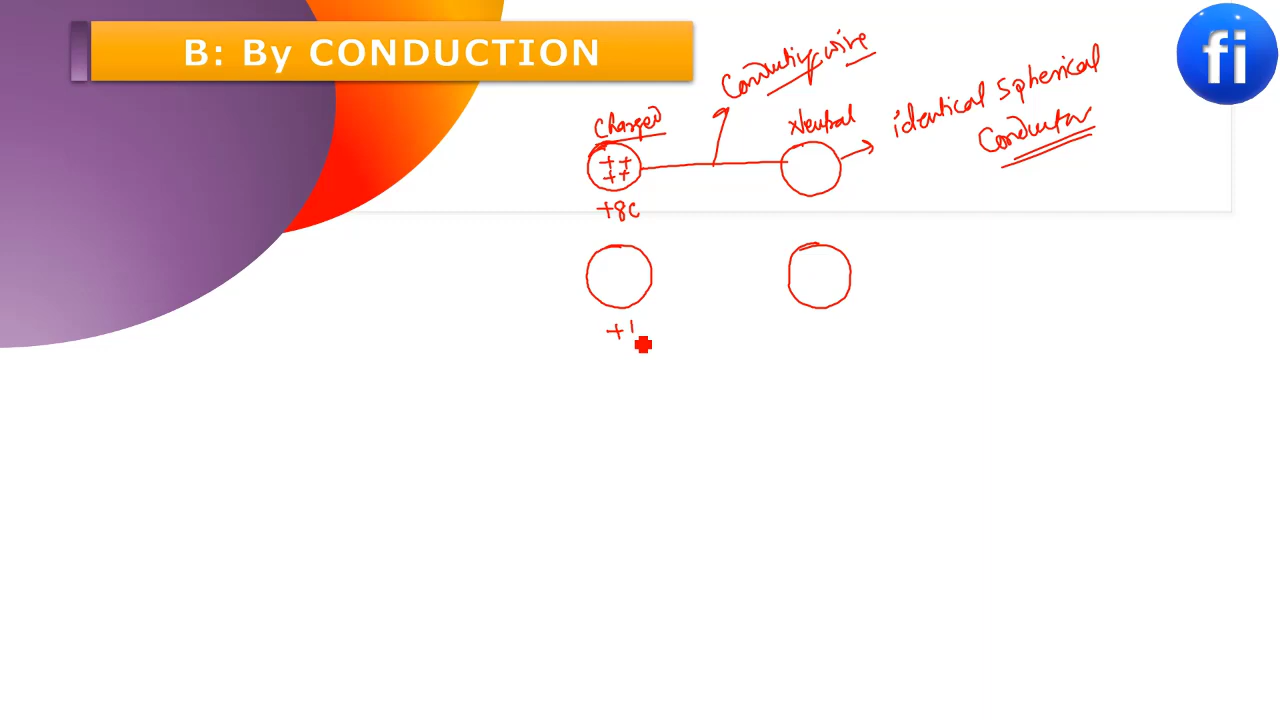 B: By CONDUCTION
fi
Conducting wire
Charged
Neutral
identical Spherical
Conductor
++
++
+8C
+1